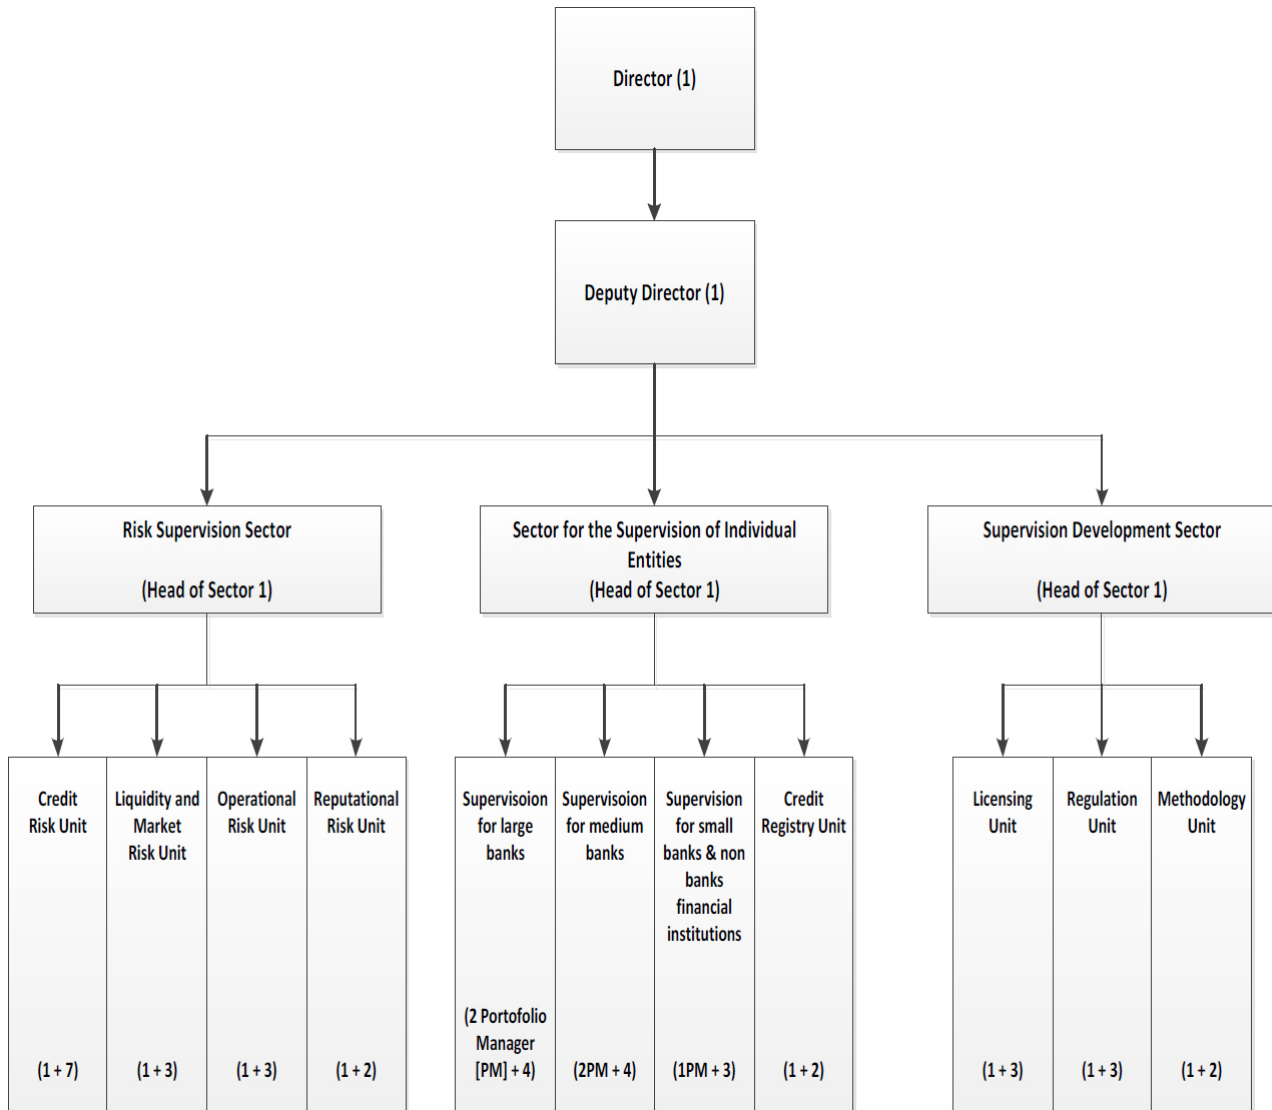 Director (1)
Deputy Director (1)
Risk Supervision Sector
(Head of Sector 1)
Sector for the Supervision of Individual
Entities
(Head of Sector 1)
Supervision Development Sector
(Head of Sector 1)
Credit
Risk Unit
(1 + 7)
Liquidity and
Market
Risk Unit
(1 + 3)
Operational
Risk Unit
(1 + 3)
Reputational
Risk Unit
(1 + 2)
Supervisoion
for large
banks
(2 Portofolio
Manager
[PM] + 4)
Supervisoion
for medium
banks
(2PM + 4)
Supervision
for small
banks & non
banks
financial
institutions
(1PM + 3)
Credit
Registry Unit
(1 + 2)
Licensing
Unit
(1 + 3)
Regulation
Unit
(1 + 3)
Methodology
Unit
(1 + 2)